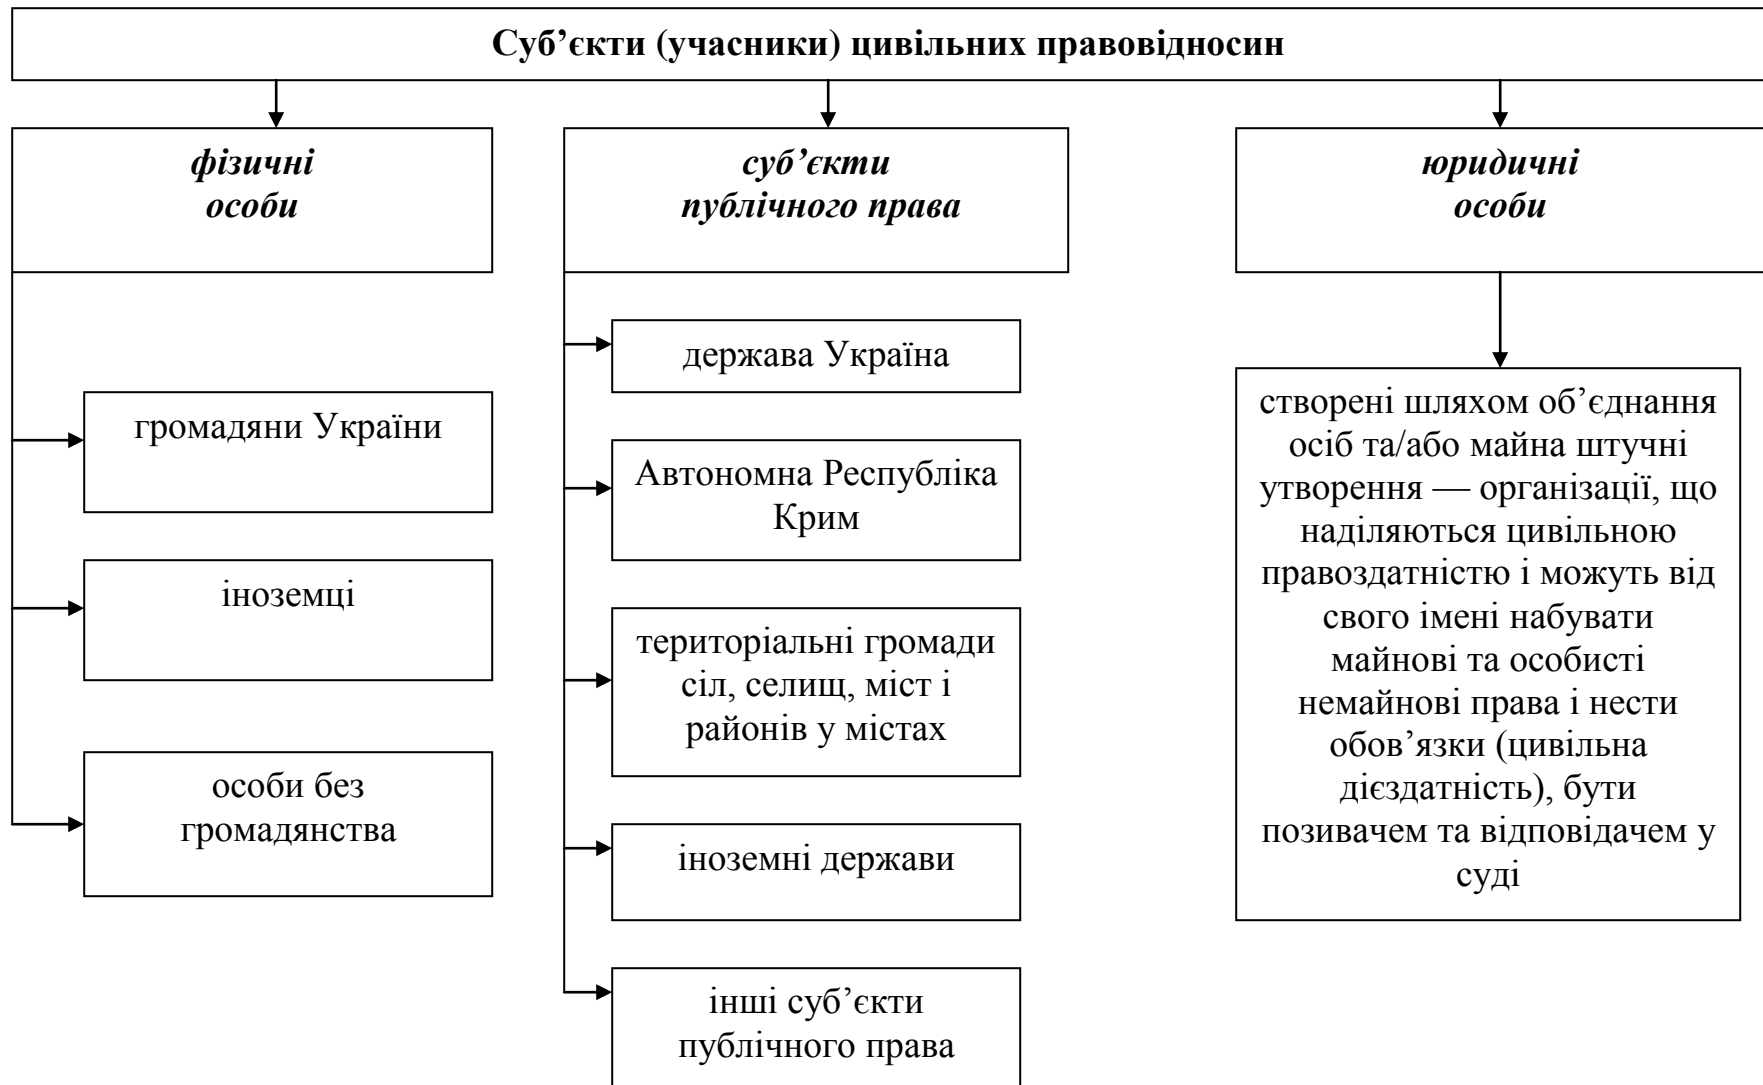 Суб’єкти (учасники) цивільних правовідносин
фізичні
особи
громадяни України
іноземці
особи без
громадянства
суб’єкти
публічного права
держава Україна
Автономна Республіка
Крим
територіальні громади
сіл, селищ, міст і
районів у містах
іноземні держави
інші суб’єкти
публічного права
юридичні
особи
створені шляхом об’єднання
осіб та/або майна штучні
утворення — організації, що
наділяються цивільною
правоздатністю і можуть від
свого імені набувати
майнові та особисті
немайнові права і нести
обов’язки (цивільна
дієздатність), бути
позивачем та відповідачем у
суді